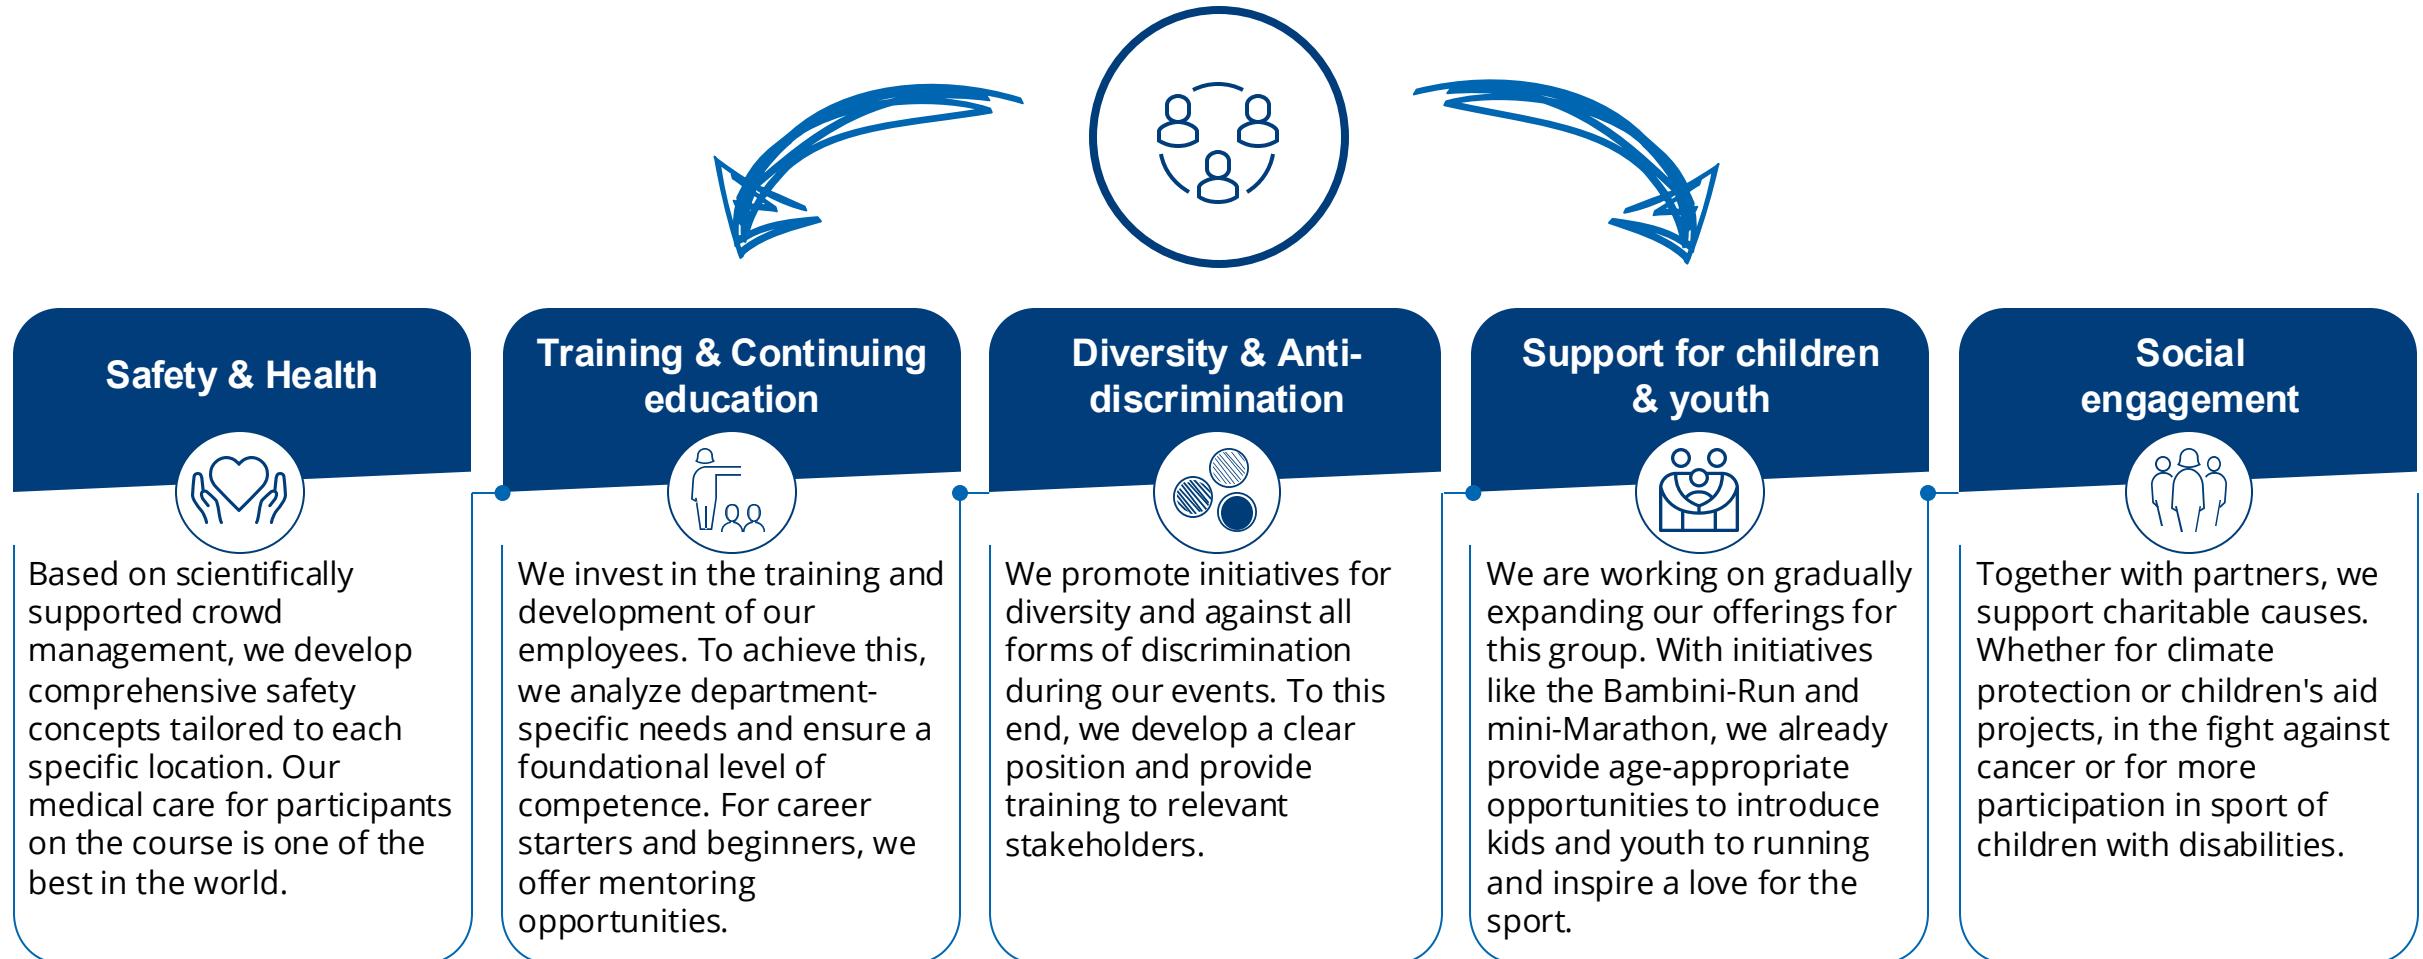 Safety & Health
Based on scientifically
supported crowd
management, we develop
comprehensive safety
concepts tailored to each
specific location. Our
medical care for participants
on the course is one of the
best in the world.
Training & Continuing
education
We invest in the training and
development of our
employees. To achieve this,
we analyze department-
specific needs and ensure a
foundational level of
competence. For career
starters and beginners, we
offer mentoring
opportunities.
Diversity & Anti-
discrimination
We promote initiatives for
diversity and against all
forms of discrimination
during our events. To this
end, we develop a clear
position and provide
training to relevant
stakeholders.
Support for children
& youth
We are working on gradually
expanding our offerings for
this group. With initiatives
like the Bambini-Run and
mini-Marathon, we already
provide age-appropriate
opportunities to introduce
kids and youth to running
and inspire a love for the
sport.
Social
engagement
Together with partners, we
support charitable causes.
Whether for climate
protection or children's aid
projects, in the fight against
cancer or for more
participation in sport of
children with disabilities.